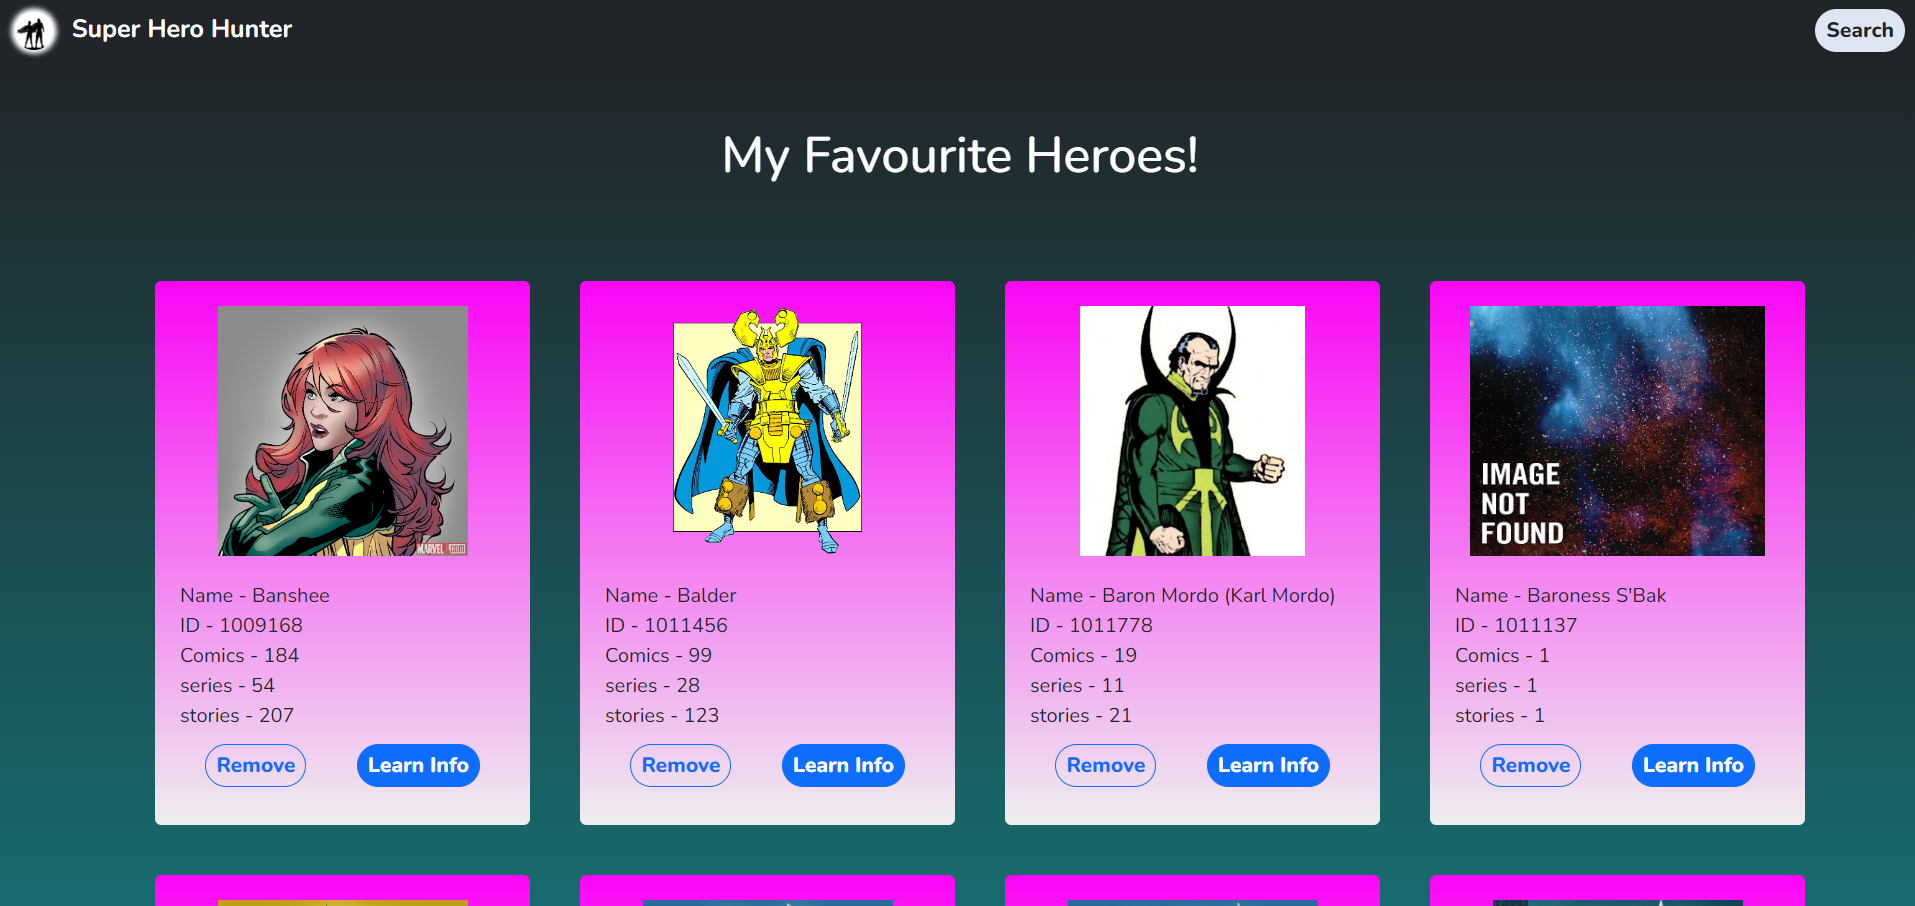 Super Hero Hunter
Search
My Favourite Heroes!
MARVEL.com
Name - Banshee
ID - 1009168
Comics - 184
series - 54
stories - 207
Remove
Learn Info
Name - Balder
ID - 1011456
Comics - 99
series - 28
stories - 123
Remove
Learn Info
Name - Baron Mordo (Karl Mordo)
ID - 1011778
Comics - 19
series - 11
stories - 21
Remove
Learn Info
IMAGE
NOT
FOUND
Name - Baroness S'Bak
ID - 1011137
Comics - 1
series - 1
stories - 1
Remove
Learn Info